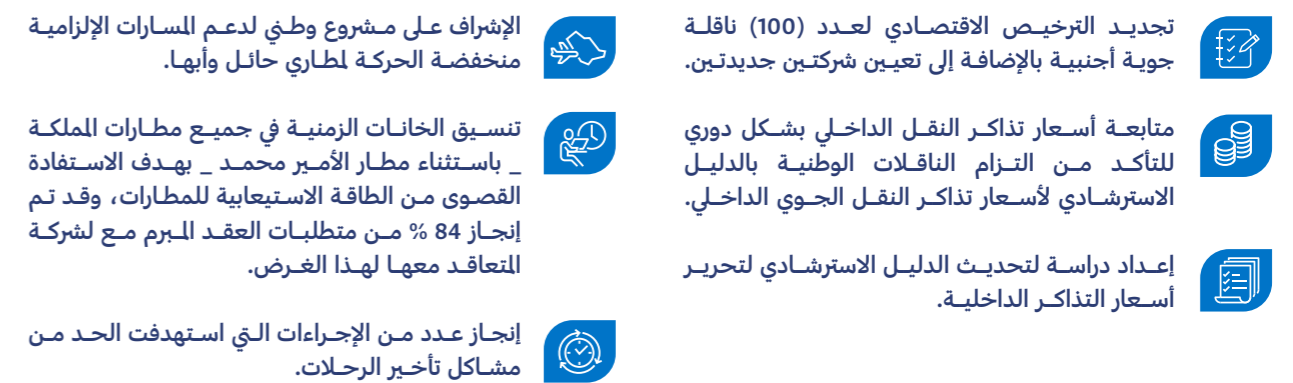 تجديد الترخيص الاقتصادي لعدد (100) ناقلة
جوية أجنبية بالإضافة إلى تعيين شركتين جديدتين.
متابعة أسعار تذاكر النقل الداخلي بشكل دوري
للتأكد من التزام الناقلات الوطنية بالدليل
الاسترشادي لأسعار تذاكر النقل الجوي الداخلي.
إعداد دراسة لتحديث الدليل الاسترشادي لتحرير
أسعار التذاكر الداخلية.
الإشراف على مشروع وطني لدعم المسارات الإلزامية
منخفضة الحركة لمطاري حائل وأبها.
تنسيق الخانات الزمنية في جميع مطارات المملكة
_ باستثناء مطار الأمير محمد _ بهدف الاستفادة
القصوى من الطاقة الاستيعابية للمطارات، وقد تم
إنجاز 84 % من متطلبات العقد المبرم مع لشركة
المتعاقد معها لهذا الغرض.
إنجاز عدد من الإجراءات التي استهدفت الحد من
مشاكل تأخير الرحلات.